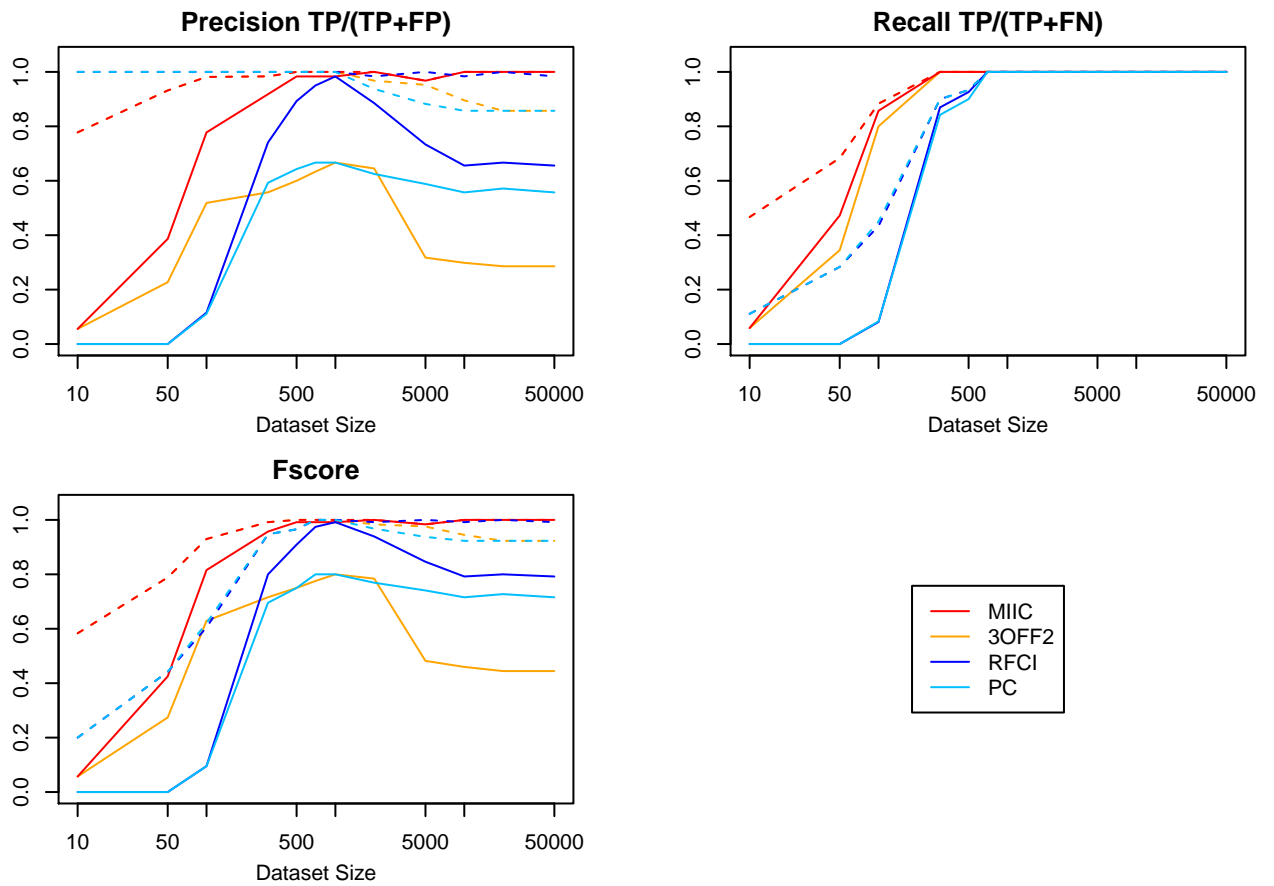 Precision TP/(TP+FP)
1.0
0.8
0.6
0.4
0.2
0.0
10 50 500 5000 50000
Dataset Size
Recall TP/(TP+FN)
1.0
0.8
0.6
0.4
0.2
0.0
10 50 500 5000 50000
Dataset Size
Fscore
1.0
0.8
0.6
0.4
0.2
0.0
10 50 500 5000 50000
Dataset Size
MIIC
3OFF2
RFCI
PC